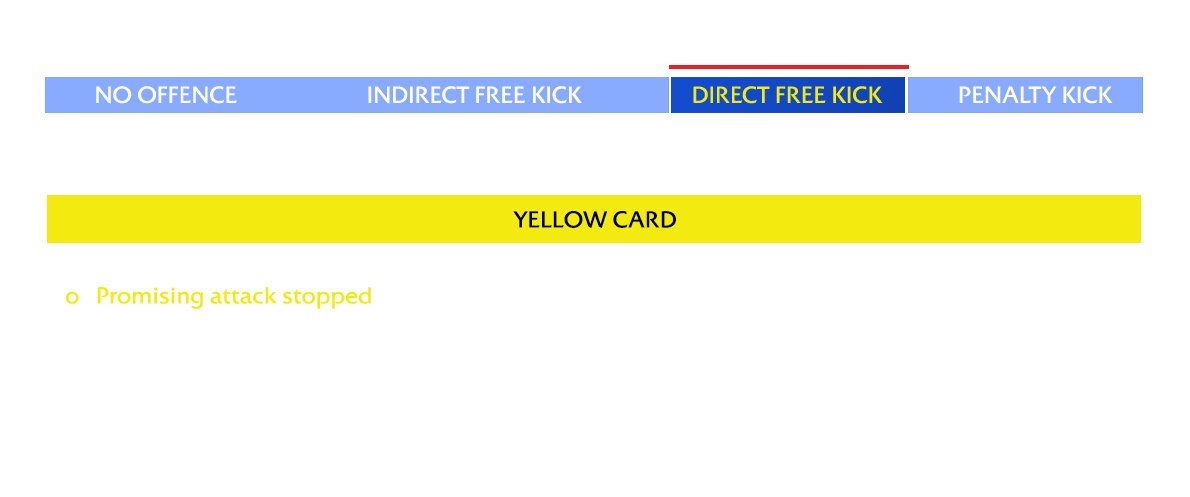 NO OFFENCE INDIRECT FREE KICK DIRECT FREE KICK PENALTY KICK
YELLOW CARD
o Promising attack stopped